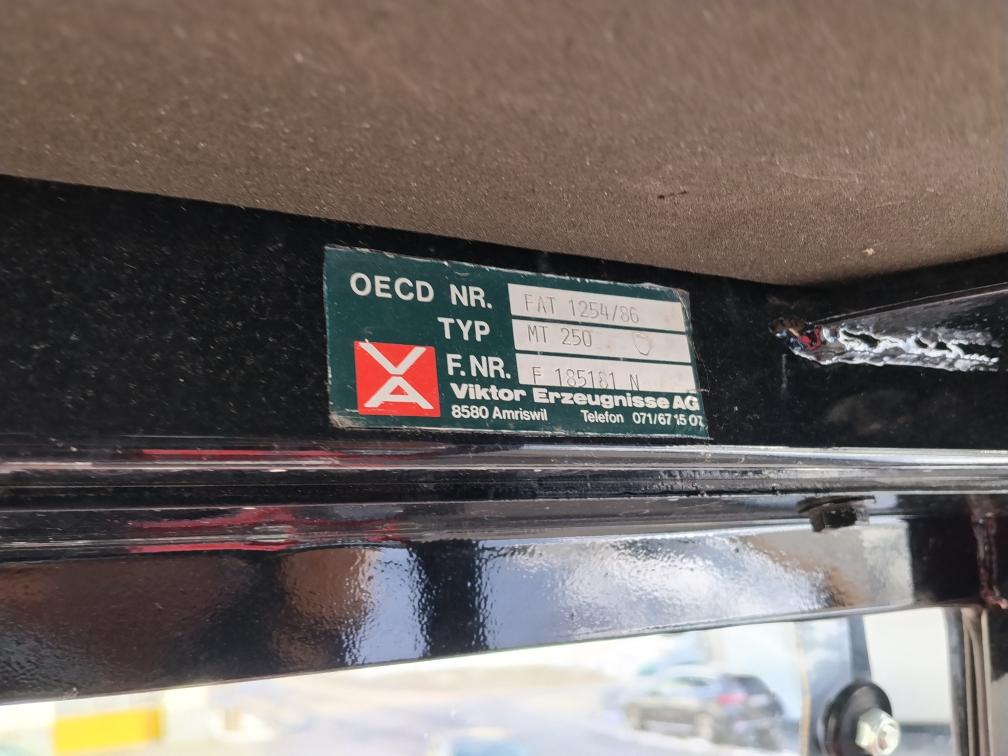 OECD NR. FAT 1254/86
TYP MT 250
F.NR. F 185181 N
VA
Viktor Erzeugnisse AG
8580 Amriswil Telefon 071/67 15 07